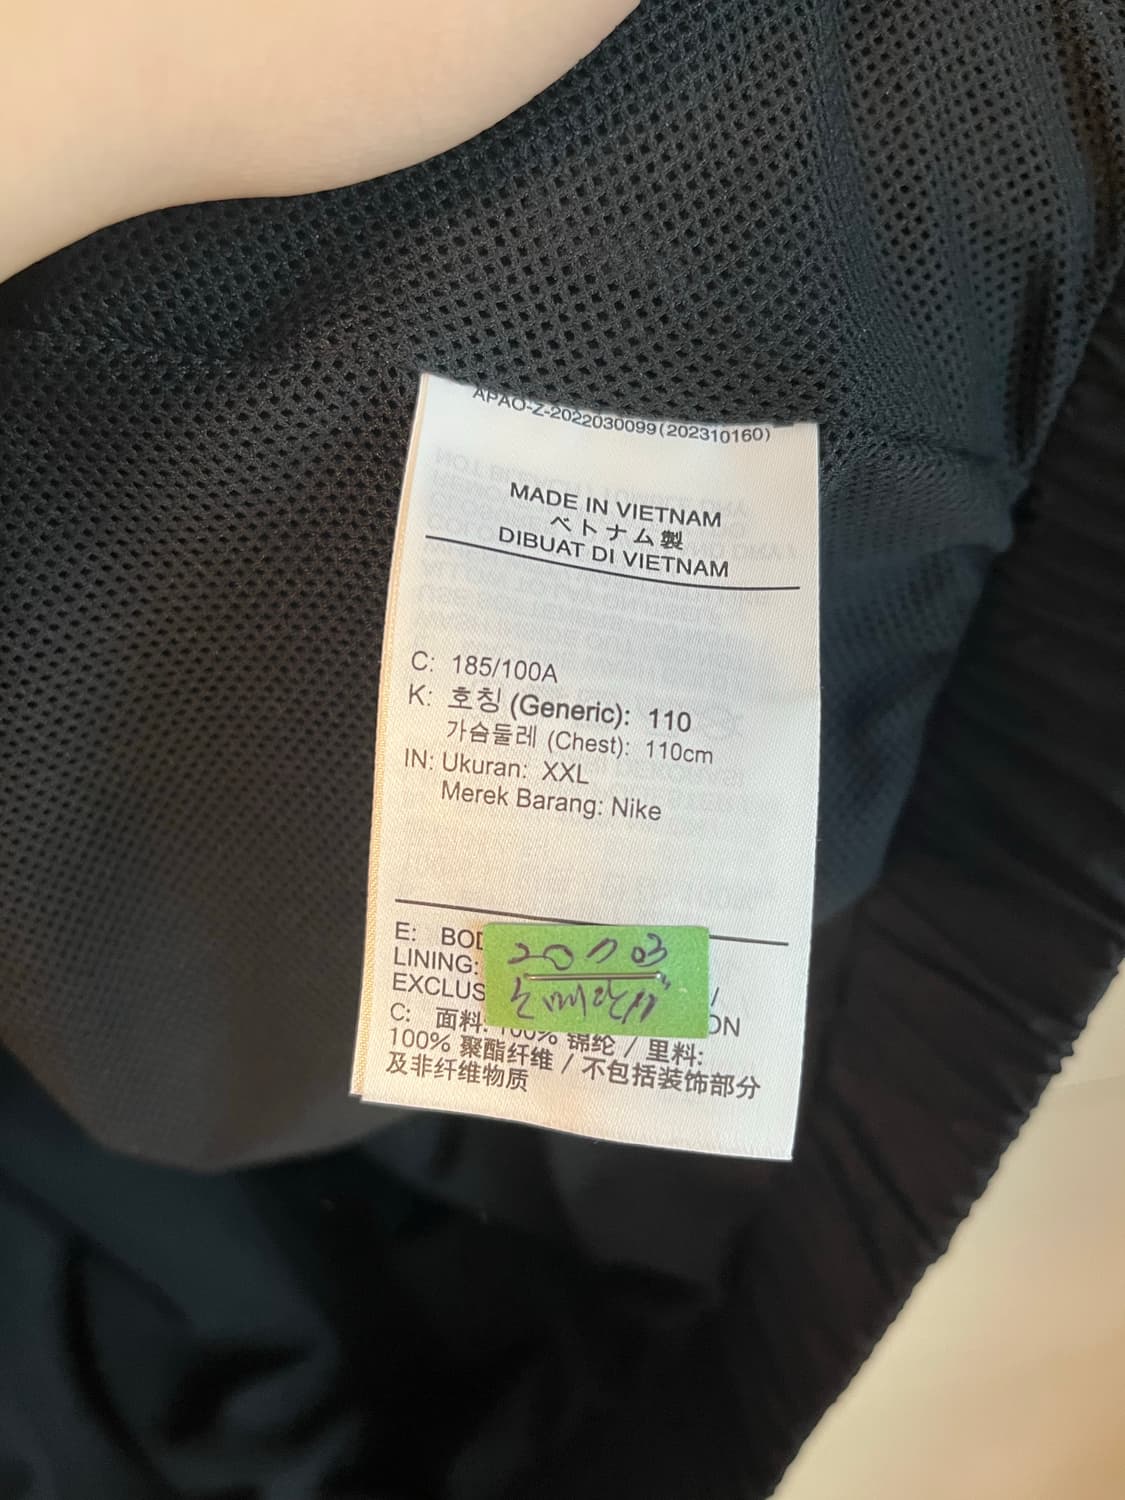 APAO-Z-2022030099(202310160)
MADE IN VIETNAM
ベトナム製
DIBUAT DI VIETNAM
C: 185/100A
K: 호칭 (Generic): 110
가슴둘레 (Chest): 110cm
IN: Ukuran: XXL
Merek Barang: Nike
E:
LINING:
/
C: 面料: 100% 锦纶 / 里料:
100% 聚酯纤维 / 不包括装饰部分
及非纤维物质